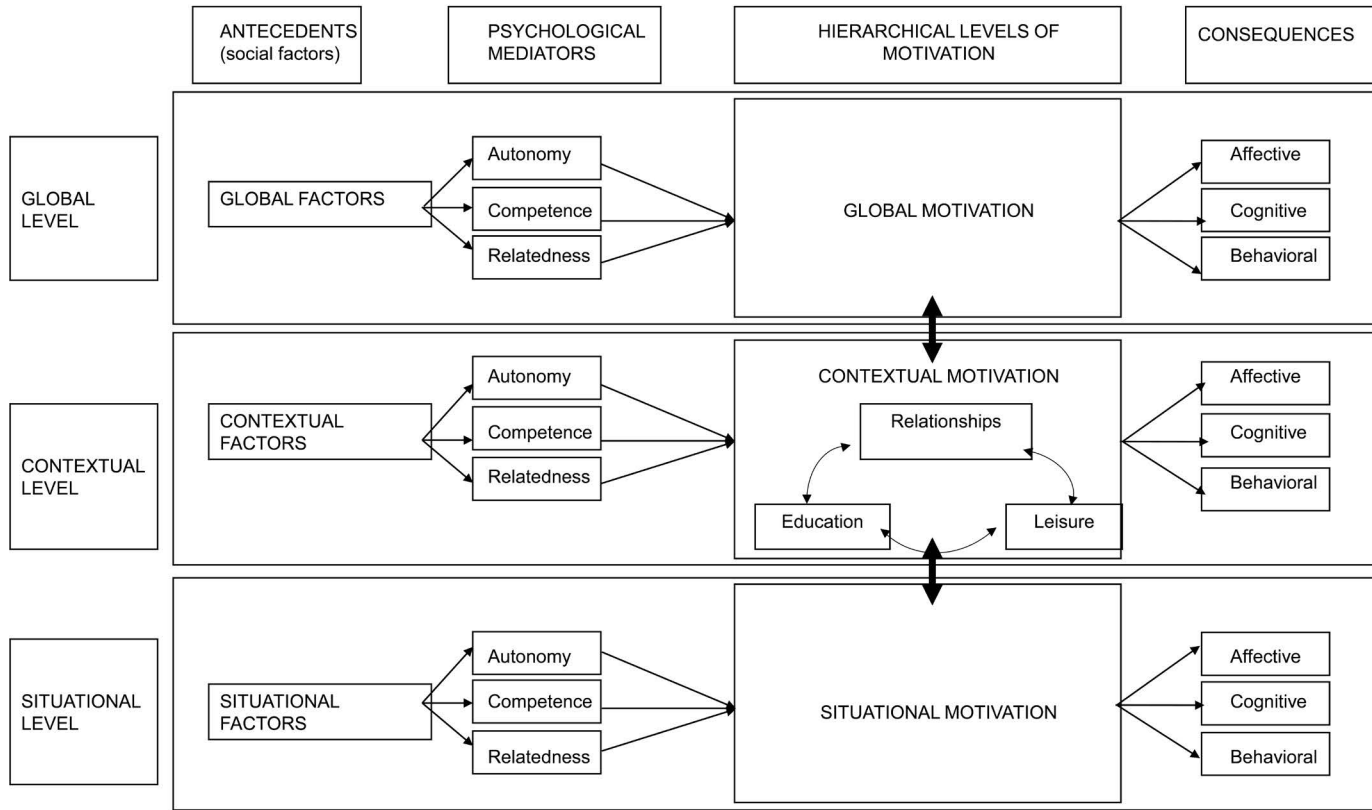 ANTECEDENTS
(social factors)
PSYCHOLOGICAL
MEDIATORS
HIERARCHICAL LEVELS OF
MOTIVATION
CONSEQUENCES
GLOBAL
LEVEL
GLOBAL FACTORS
Autonomy
Competence
Relatedness
GLOBAL MOTIVATION
Affective
Cognitive
Behavioral
CONTEXTUAL
LEVEL
CONTEXTUAL
FACTORS
Autonomy
Competence
Relatedness
CONTEXTUAL MOTIVATION
Relationships
Education
Leisure
Affective
Cognitive
Behavioral
SITUATIONAL
LEVEL
SITUATIONAL
FACTORS
Autonomy
Competence
Relatedness
SITUATIONAL MOTIVATION
Affective
Cognitive
Behavioral